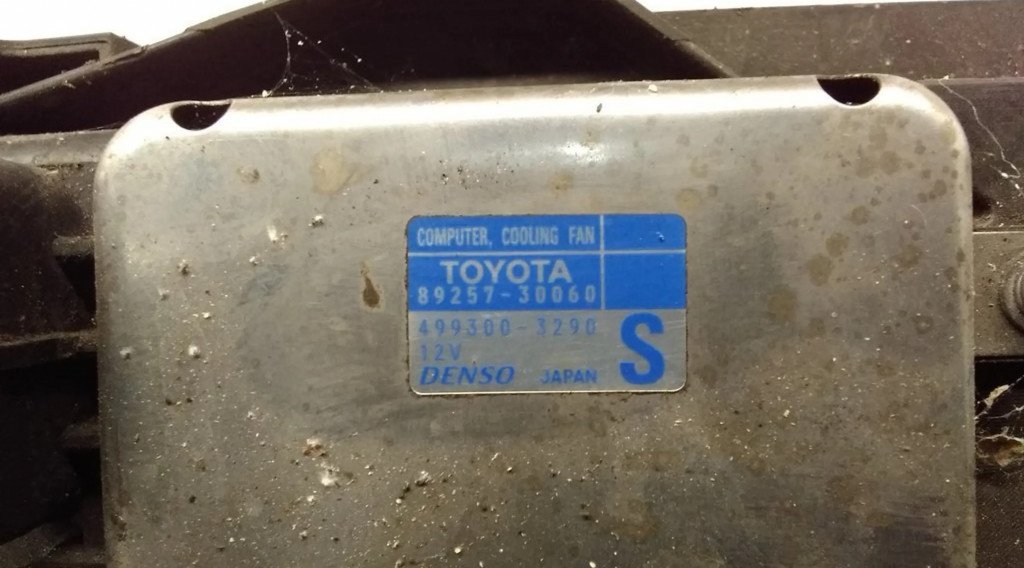 COMPUTER, COOLING FAN
TOYOTA
89257-30060
499300-3290
12V
S
DENSO JAPAN